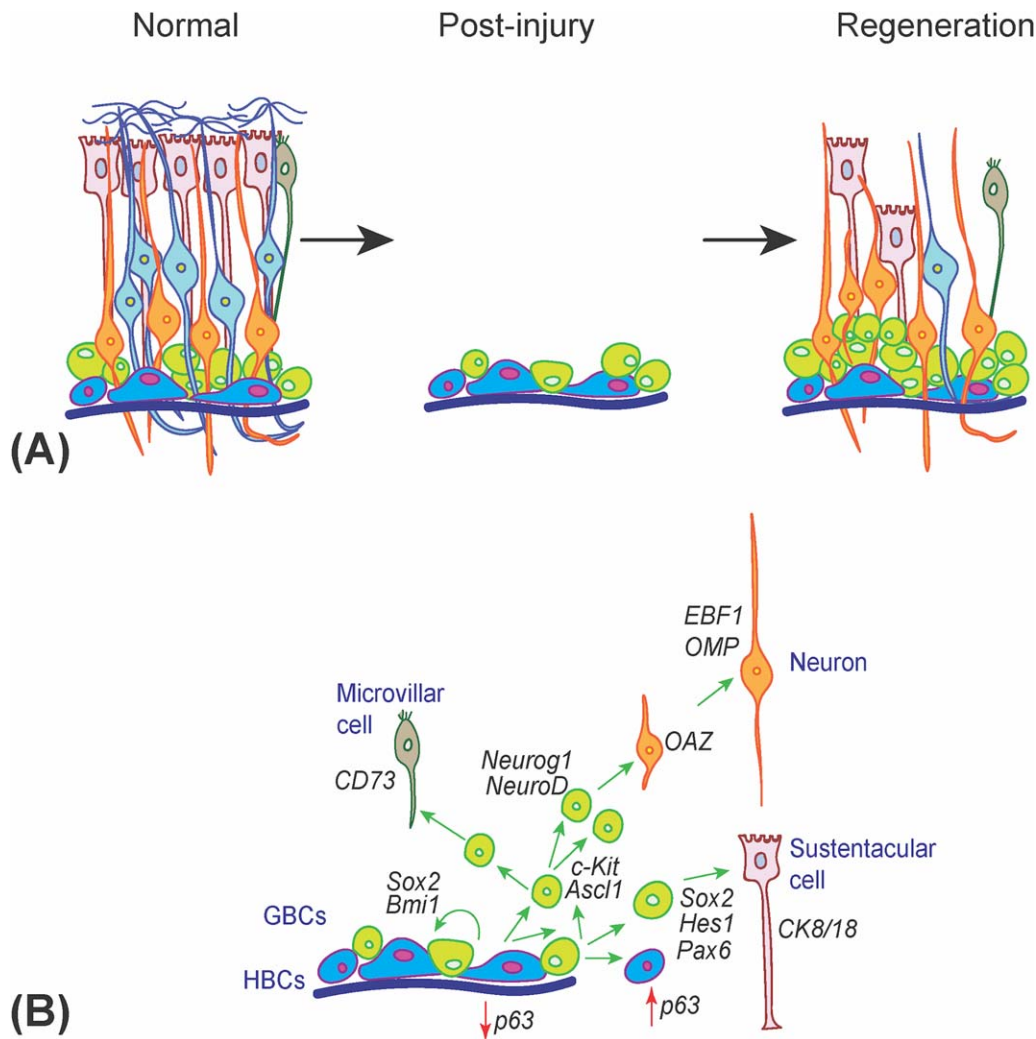 Normal
Post-injury
Regeneration
(A)
EBF1
OMP
Neuron
Microvillar
cell
CD73
Neurog1
NeuroD
OAZ
c-Kit
Ascl1
Sox2
Bmi1
Sustentacular
cell
Sox2
Hes1
Pax6
CK8/18
GBCs
HBCs
p63
p63
(B)